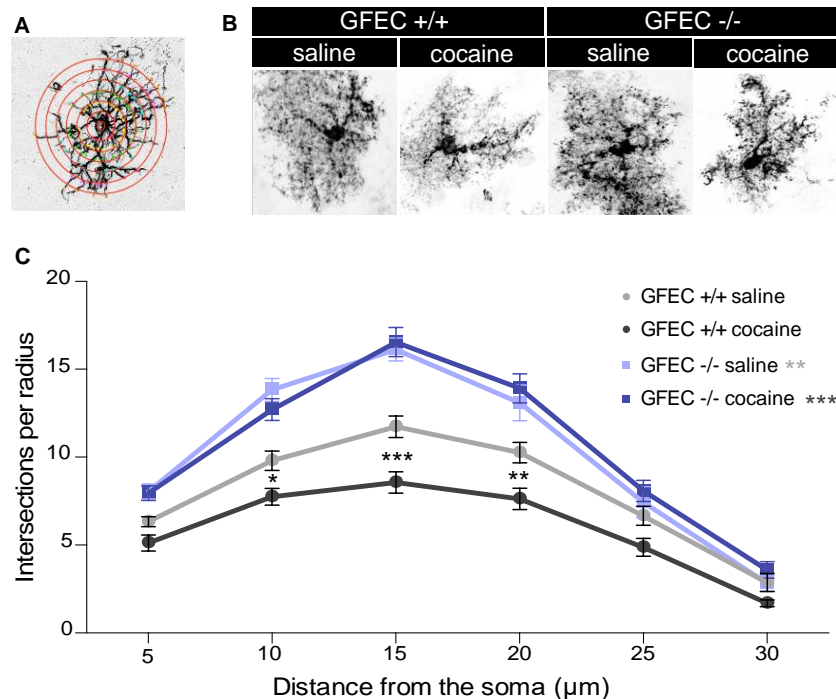 A
B
GFEC +/+
GFEC -/-
saline
cocaine
saline
cocaine
C
Intersections per radius
20
15
10
5
0
GFEC +/+ saline
GFEC +/+ cocaine
GFEC -/- saline **
GFEC -/- cocaine ***
*
***
**
5
10
15
20
25
30
Distance from the soma (μm)